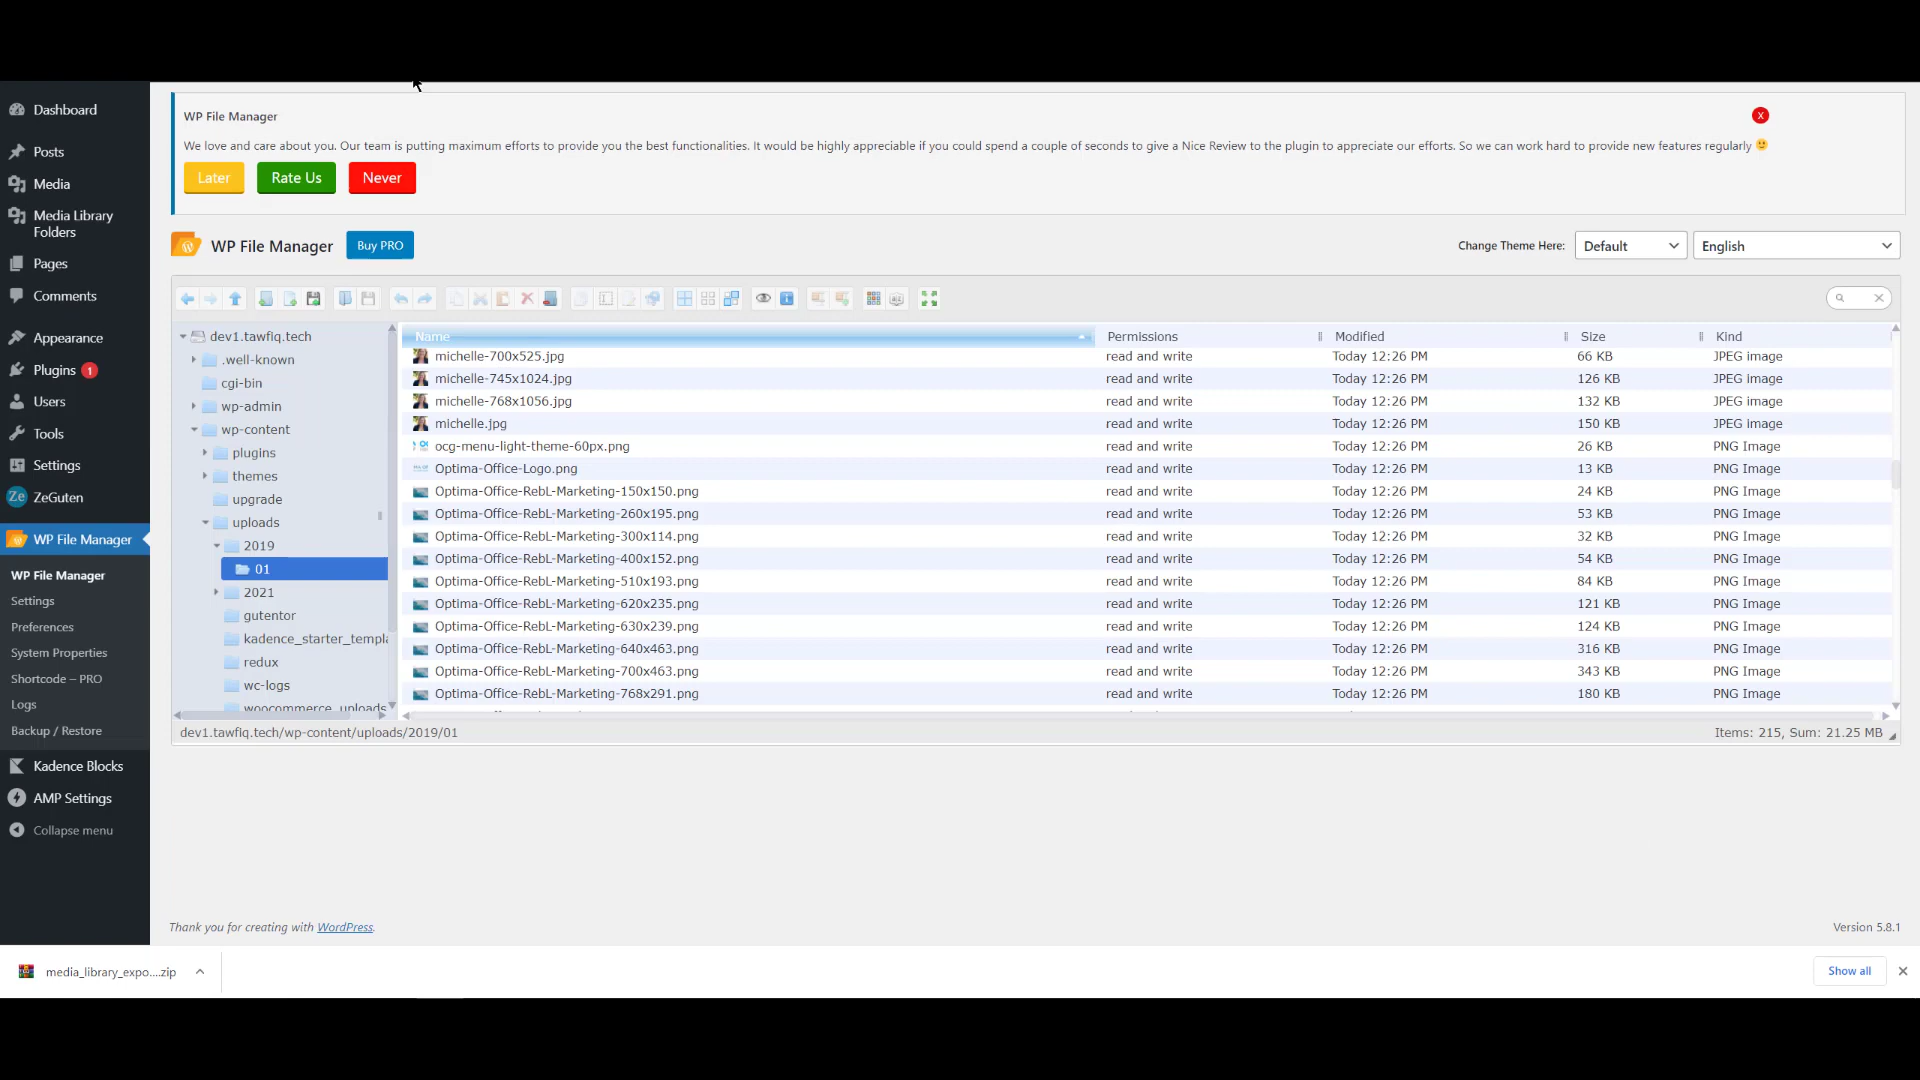 Dashboard
Posts
Media
Media Library
Folders
Pages
Comments
Appearance
Plugins 1
Users
Tools
Settings
Ze ZeGuten
WP File Manager
WP File Manager
Settings
Preferences
System Properties
Shortcode – PRO
Logs
Backup / Restore
Kadence Blocks
AMP Settings
Collapse menu
WP File Manager
X
We love and care about you. Our team is putting maximum efforts to provide you the best functionalities. It would be highly appreciable if you could spend a couple of seconds to give a Nice Review to the plugin to appreciate our efforts. So we can work hard to provide new features regularly 🙂
Later Rate Us Never
WP File Manager Buy PRO
Change Theme Here: Default English
dev1.tawfiq.tech
.well-known
cgi-bin
wp-admin
wp-content
plugins
themes
upgrade
uploads
2019
01
2021
gutentor
kadence_starter_templa
redux
wc-logs
woocommerce_uploads
Name Permissions Modified Size Kind
michelle-700x525.jpg read and write Today 12:26 PM 66 KB JPEG image
michelle-745x1024.jpg read and write Today 12:26 PM 126 KB JPEG image
michelle-768x1056.jpg read and write Today 12:26 PM 132 KB JPEG image
michelle.jpg read and write Today 12:26 PM 150 KB JPEG image
ocg-menu-light-theme-60px.png read and write Today 12:26 PM 26 KB PNG Image
Optima-Office-Logo.png read and write Today 12:26 PM 13 KB PNG Image
Optima-Office-RebL-Marketing-150x150.png read and write Today 12:26 PM 24 KB PNG Image
Optima-Office-RebL-Marketing-260x195.png read and write Today 12:26 PM 53 KB PNG Image
Optima-Office-RebL-Marketing-300x114.png read and write Today 12:26 PM 32 KB PNG Image
Optima-Office-RebL-Marketing-400x152.png read and write Today 12:26 PM 54 KB PNG Image
Optima-Office-RebL-Marketing-510x193.png read and write Today 12:26 PM 84 KB PNG Image
Optima-Office-RebL-Marketing-620x235.png read and write Today 12:26 PM 121 KB PNG Image
Optima-Office-RebL-Marketing-630x239.png read and write Today 12:26 PM 124 KB PNG Image
Optima-Office-RebL-Marketing-640x463.png read and write Today 12:26 PM 316 KB PNG Image
Optima-Office-RebL-Marketing-700x463.png read and write Today 12:26 PM 343 KB PNG Image
Optima-Office-RebL-Marketing-768x291.png read and write Today 12:26 PM 180 KB PNG Image
dev1.tawfiq.tech/wp-content/uploads/2019/01 Items: 215, Sum: 21.25 MB
Thank you for creating with WordPress. Version 5.8.1
media_library_expo....zip Show all